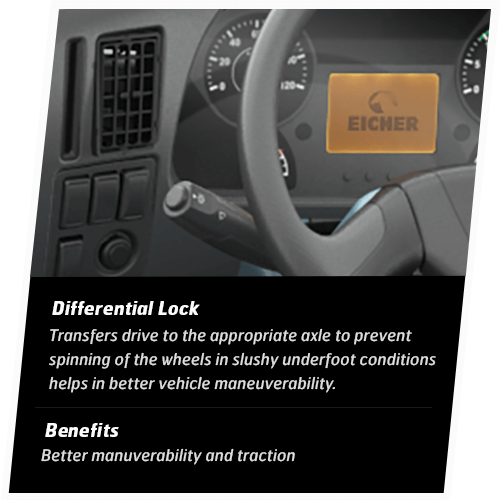 40
60
20
0
120
0
EICHER
Differential Lock
Transfers drive to the appropriate axle to prevent
spinning of the wheels in slushy underfoot conditions
helps in better vehicle maneuverability.
Benefits
Better manuverability and traction